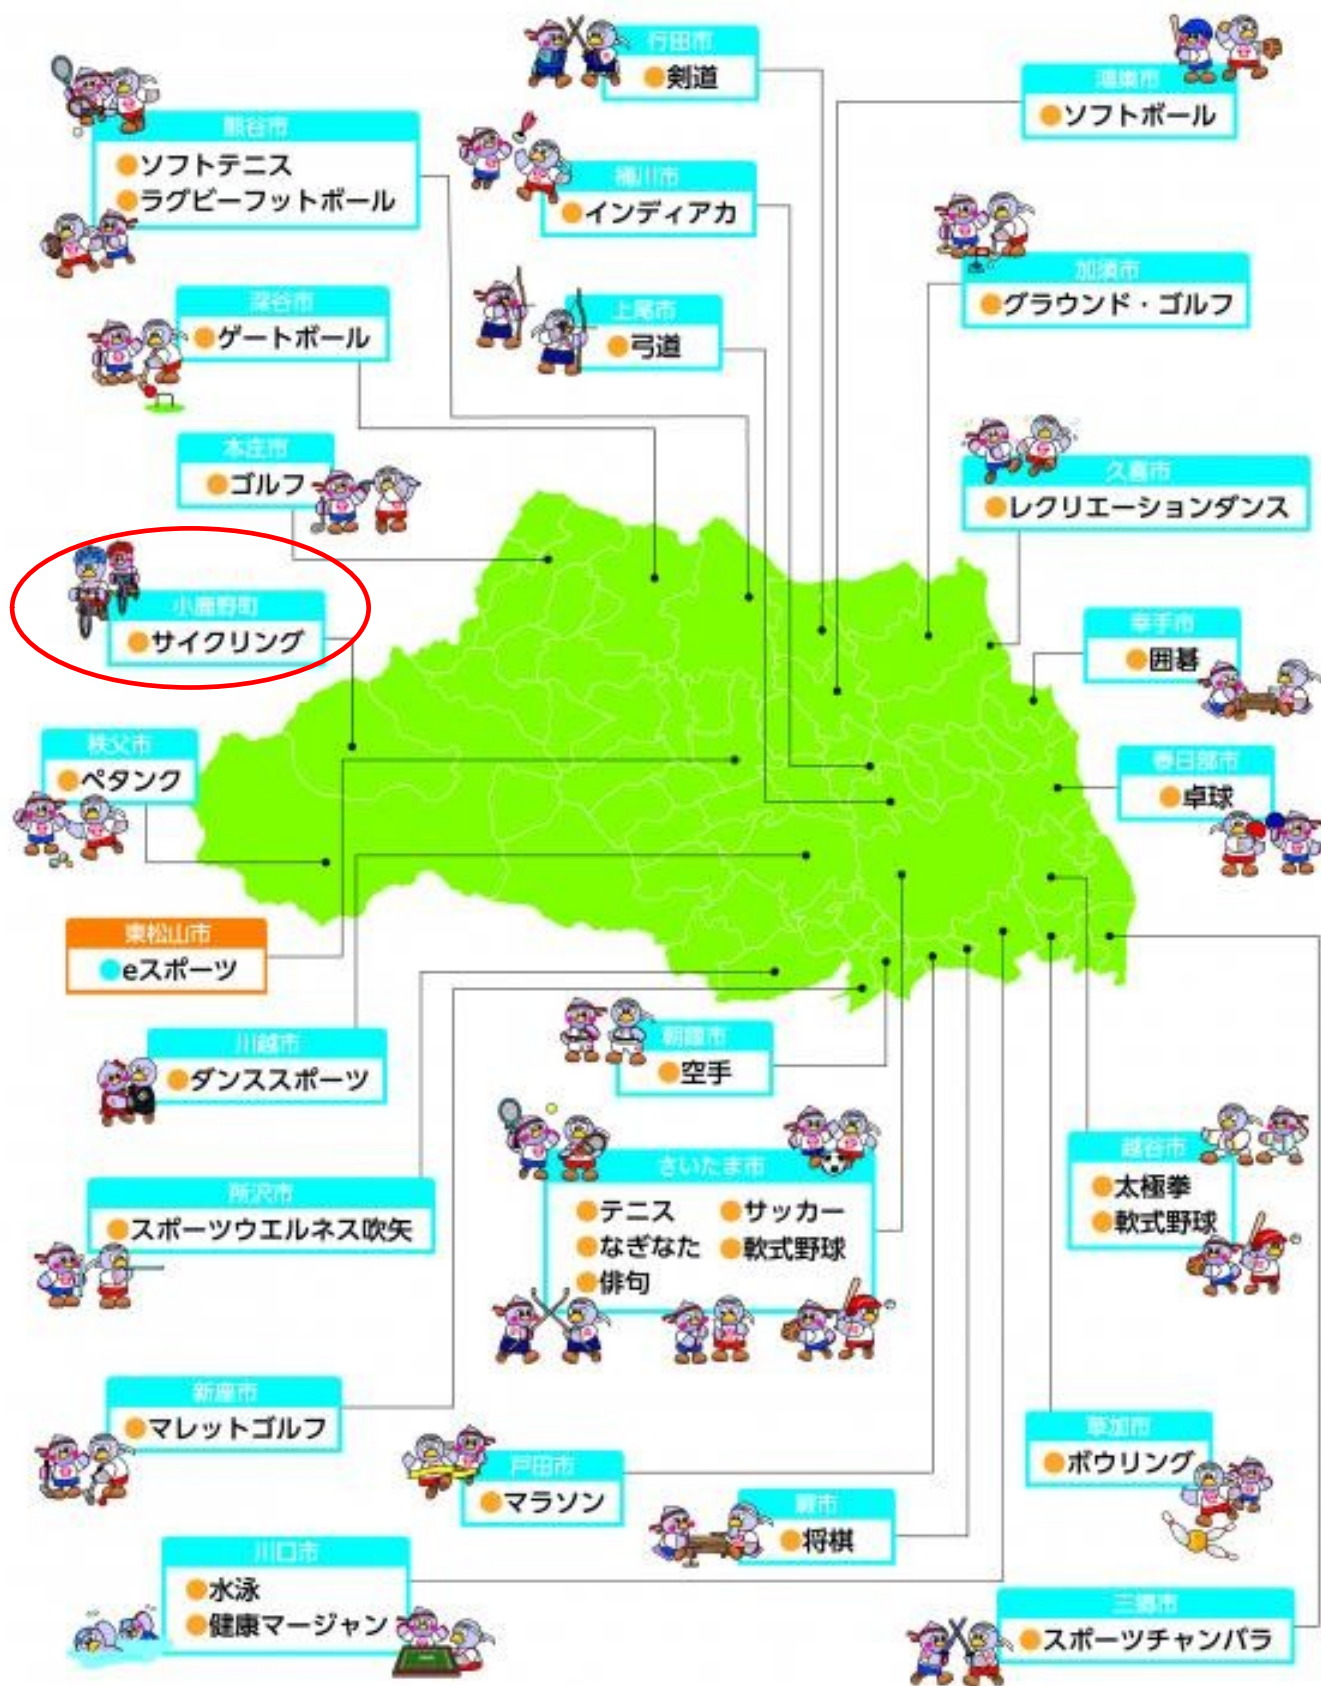 行田市
●剣道
鴻巣市
●ソフトボール
熊谷市
●ソフトテニス
●ラグビーフットボール
桶川市
●インディアカ
加須市
●グラウンド・ゴルフ
深谷市
●ゲートボール
上尾市
●弓道
本庄市
●ゴルフ
久喜市
●レクリエーションダンス
小鹿野町
●サイクリング
幸手市
●囲碁
秩父市
●ペタンク
春日部市
●卓球
東松山市
●eスポーツ
川越市
●ダンススポーツ
朝霞市
●空手
所沢市
●スポーツウエルネス吹矢
さいたま市
●テニス ●サッカー
●なぎなた ●軟式野球
●俳句
越谷市
●太極拳
●軟式野球
新座市
●マレットゴルフ
戸田市
●マラソン
草加市
●ボウリング
蕨市
●将棋
川口市
●水泳
●健康マージャン
三郷市
●スポーツチャンバラ